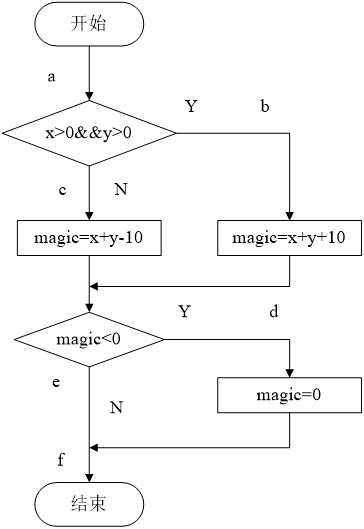 开始
a
Y b
x>0&&y>0
c N
magic=x+y-10 magic=x+y+10
Y d
magic<0
e
magic=0
N
f
结束